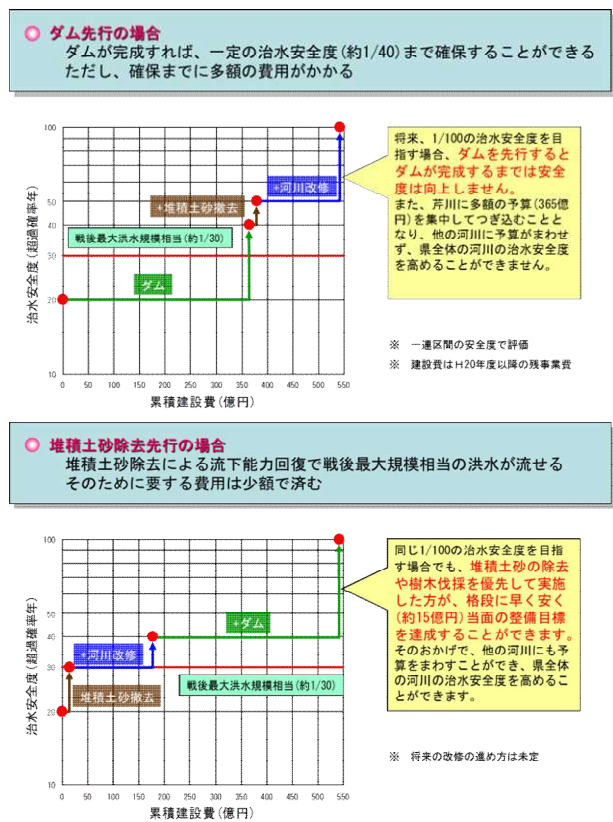 ダム先行の場合
ダムが完成すれば、一定の治水安全度(約1/40)まで確保することができる
ただし、確保までに多額の費用がかかる
治水安全度(超過確率年)
100
50
40
30
20
10
+河川改修
+堆積土砂撤去
戦後最大洪水規模相当(約1/30)
ダム
0 50 100 150 200 250 300 350 400 450 500 550
累積建設費(億円)
将来、1/100の治水安全度を目
指す場合、ダムを先行すると
ダムが完成するまでは安全
度は向上しません。
また、芹川に多額の予算(365億
円)を集中してつぎ込むことと
なり、他の河川に予算がまわせ
ず、県全体の河川の治水安全度
を高めることができません。
※ 一連区間の安全度で評価
※ 建設費はH20年度以降の残事業費
堆積土砂除去先行の場合
堆積土砂除去による流下能力回復で戦後最大規模相当の洪水が流せる
そのために要する費用は少額で済む
治水安全度(超過確率年)
100
50
40
30
20
10
+ダム
+河川改修
堆積土砂撤去
戦後最大洪水規模相当(約1/30)
0 50 100 150 200 250 300 350 400 450 500 550
累積建設費(億円)
同じ1/100の治水安全度を目指
す場合でも、堆積土砂の除去
や樹木伐採を優先して実施
した方が、格段に早く安く
(約15億円)当面の整備目標
を達成することができます。
そのおかげで、他の河川にも予
算をまわすことができ、県全体
の河川の治水安全度を高めるこ
とができます。
※ 将来の改修の進め方は未定